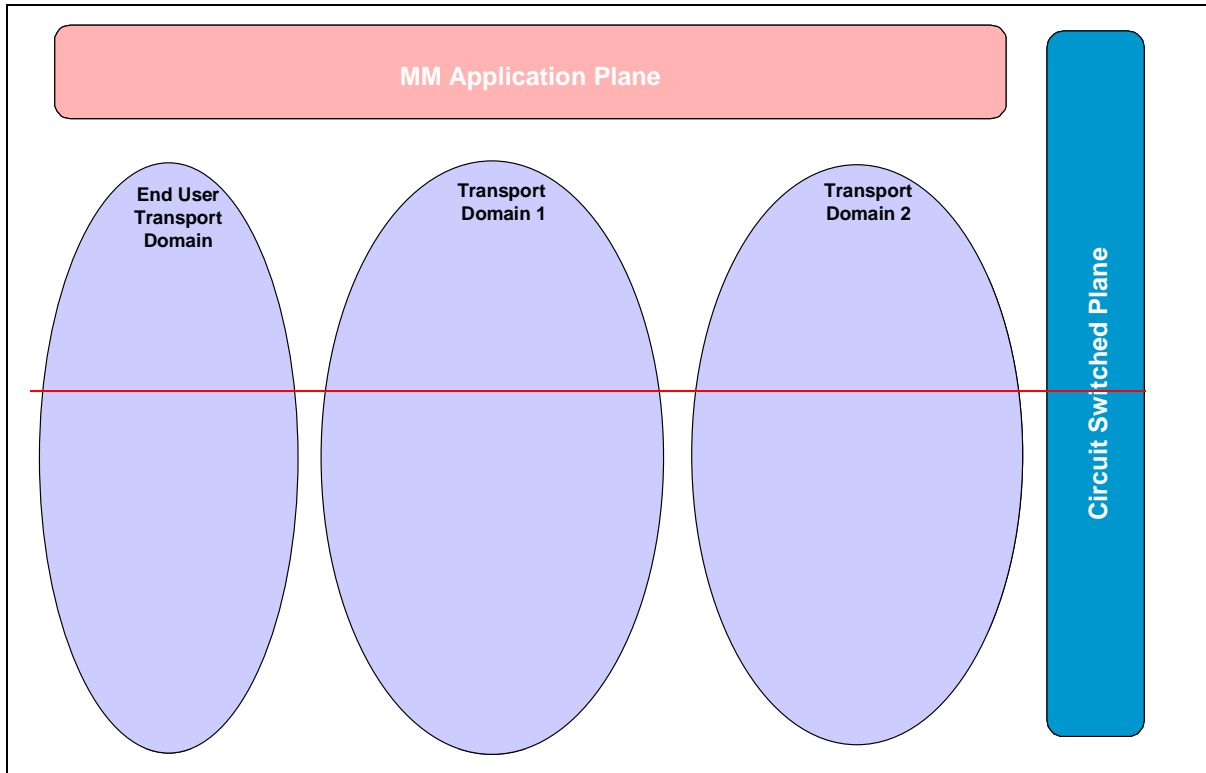 MM Application Plane
End User
Transport
Domain
Transport
Domain 1
Transport
Domain 2
Circuit Switched Plane